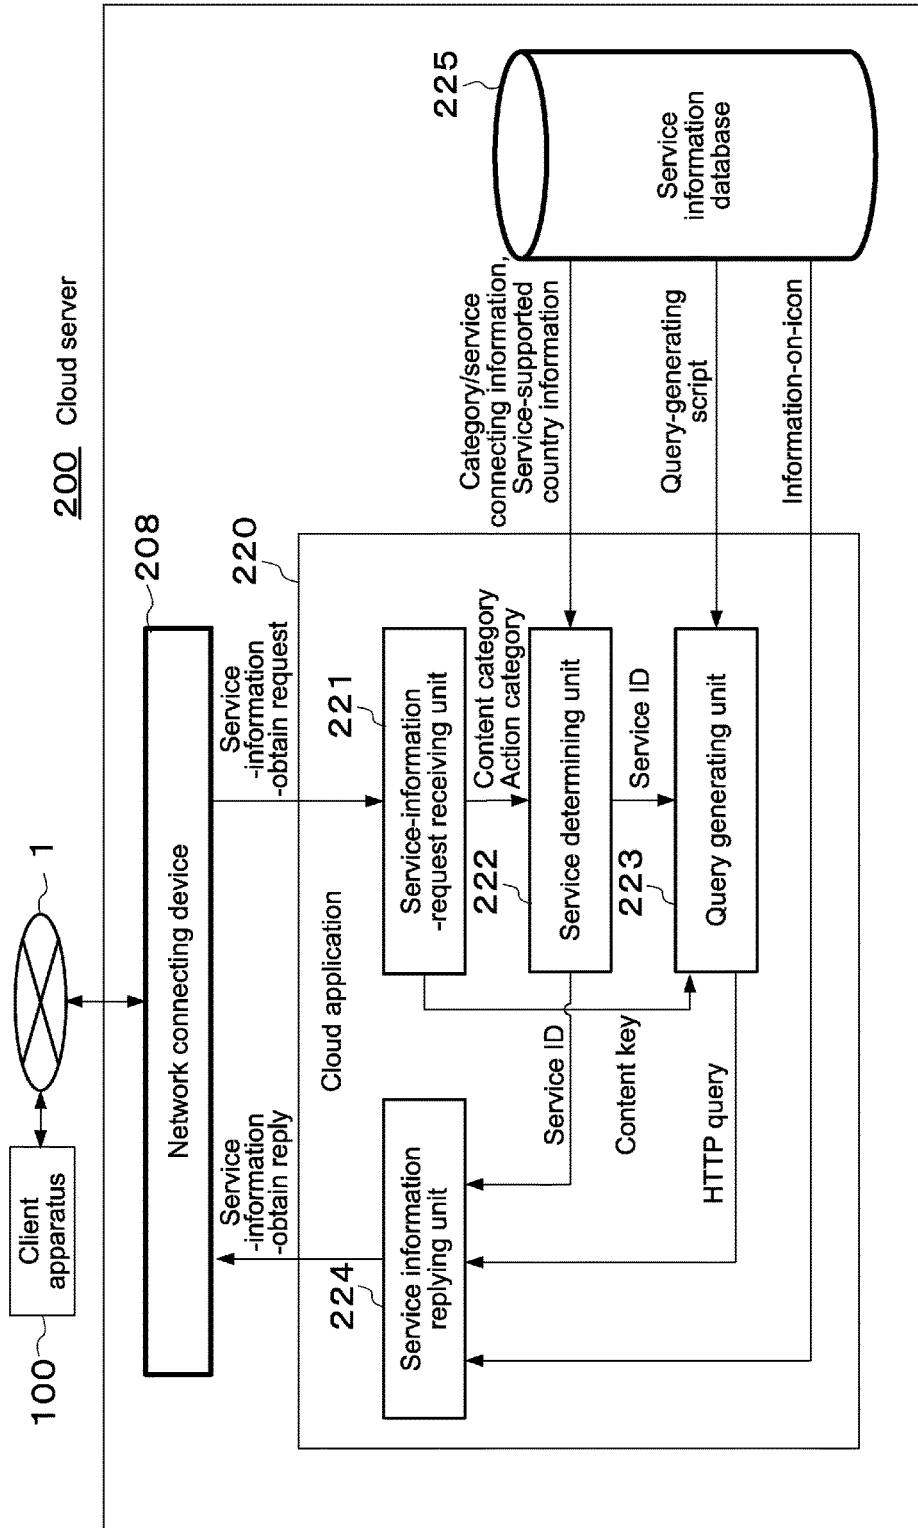 200 Cloud server
100
Client
apparatus
1
208
Network connecting device
Service
-information
-obtain reply
Service
-information
-obtain request
220
Cloud application
224
Service information
replying unit
221
Service-information
-request receiving unit
Content category
Action category
222
Service determining unit
Service ID
Service ID
Content key
223
Query generating unit
HTTP query
Category/service
connecting information,
Service-supported
country information
Query-generating
script
Information-on-icon
225
Service
information
database